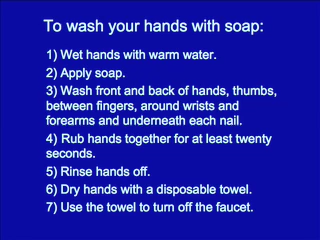 To wash your hands with soap:
1) Wet hands with warm water.
2) Apply soap.
3) Wash front and back of hands, thumbs,
between fingers, around wrists and
forearms and underneath each nail.
4) Rub hands together for at least twenty
seconds.
5) Rinse hands off.
6) Dry hands with a disposable towel.
7) Use the towel to turn off the faucet.